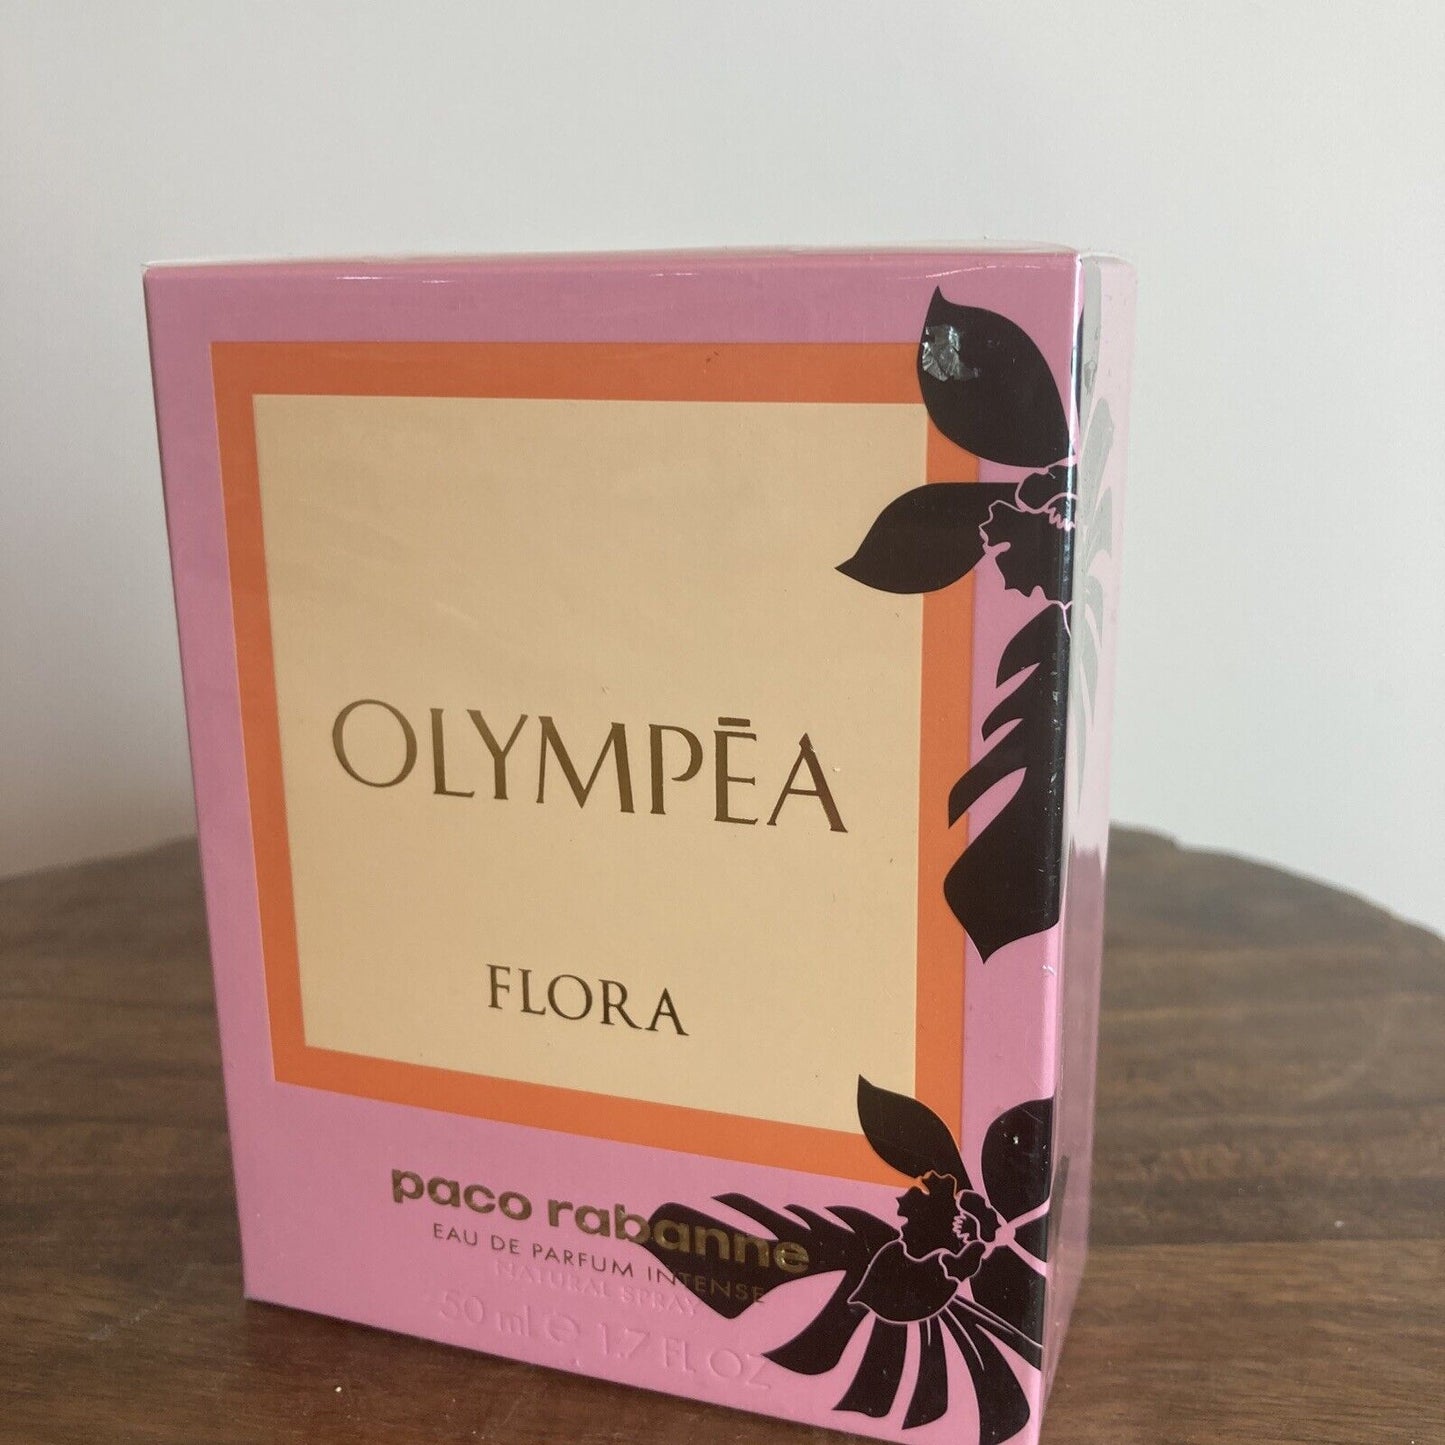 OLYMPĒA
FLORA
paco rabanne
EAU DE PARFUM INTENSE
NATURAL SPRAY
50 ml ℮ 1.7 FL OZ